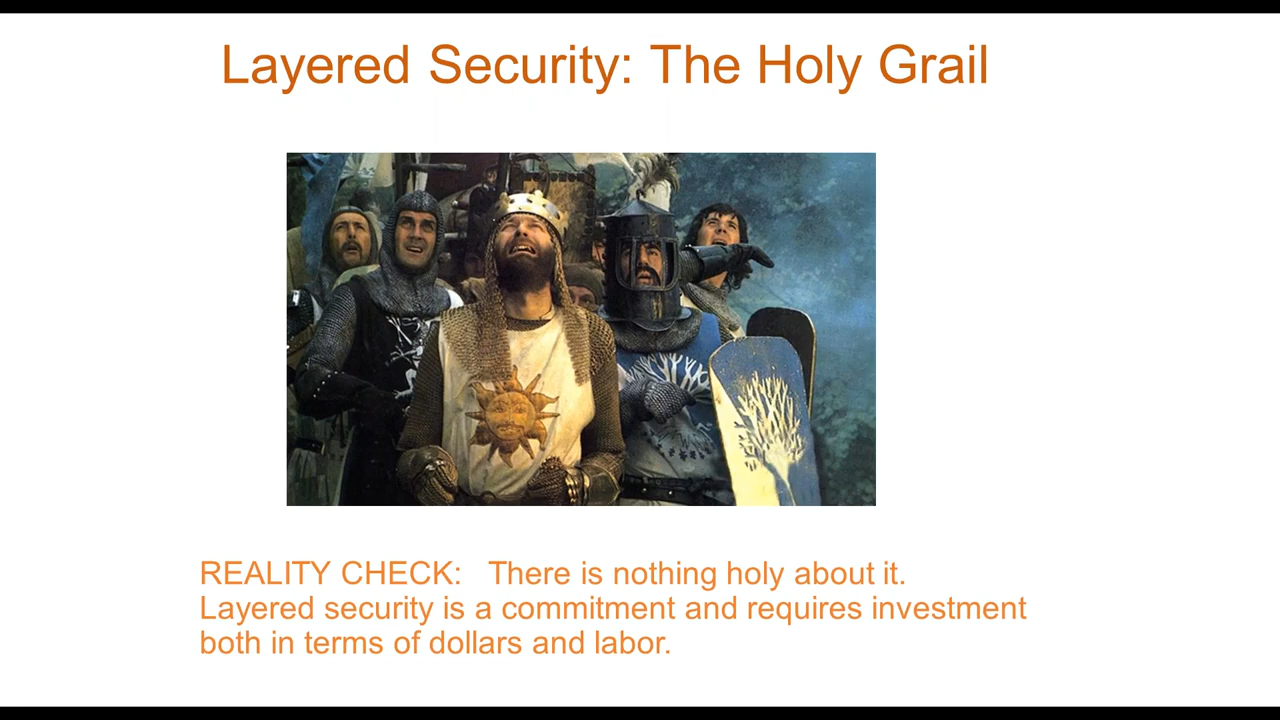 Layered Security: The Holy Grail
REALITY CHECK:   There is nothing holy about it.
Layered security is a commitment and requires investment
both in terms of dollars and labor.